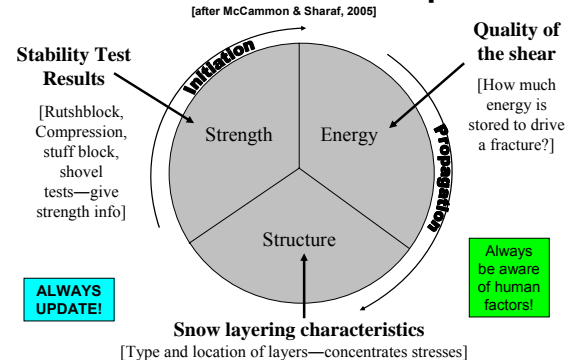 [after McCammon & Sharaf, 2005]
Stability Test
Results
[Rutshblock,
Compression,
stuff block,
shovel
tests—give
strength info]
Initiation
Strength
Energy
Structure
Propagation
Quality of
the shear
[How much
energy is
stored to drive
a fracture?]
ALWAYS
UPDATE!
Always
be aware
of human
factors!
Snow layering characteristics
[Type and location of layers—concentrates stresses]